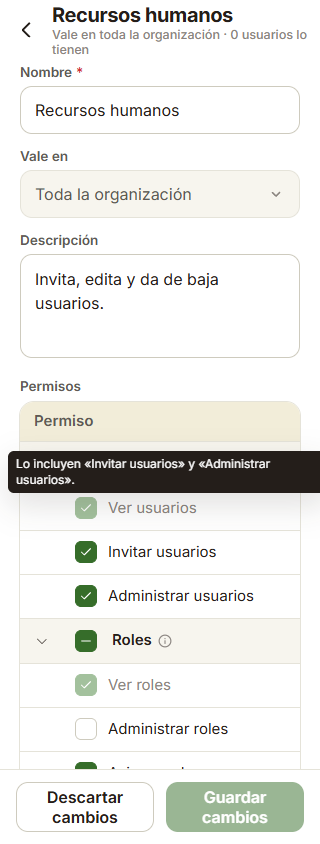 Recursos humanos
Vale en toda la organización · 0 usuarios lo
tienen
Nombre *
Recursos humanos
Vale en
Toda la organización
Descripción
Invita, edita y da de baja
usuarios.
Permisos
Permiso
Lo incluyen «Invitar usuarios» y «Administrar
usuarios».
Ver usuarios
Invitar usuarios
Administrar usuarios
Roles
Ver roles
Administrar roles
Descartar
cambios
Guardar
cambios